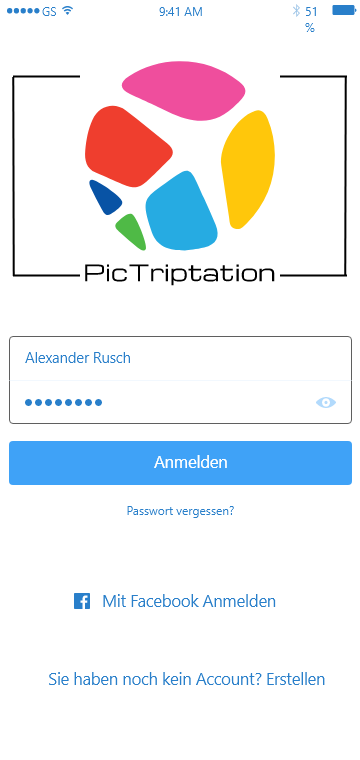 GS 9:41 AM 51
%
PicTriptation
Alexander Rusch
Anmelden
Passwort vergessen?
Mit Facebook Anmelden
Sie haben noch kein Account? Erstellen